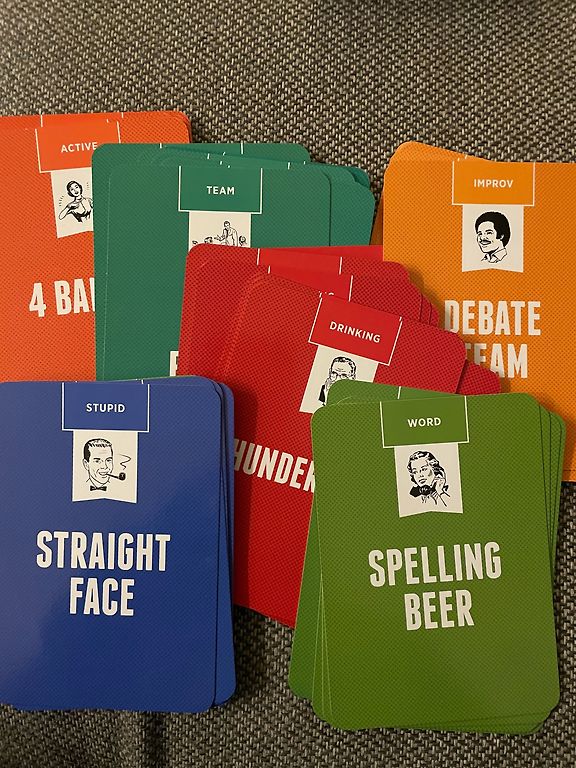 ACTIVE
4 BA
TEAM
IMPROV
DEBATE
TEAM
DRINKING
HUNDER
STUPID
STRAIGHT
FACE
WORD
SPELLING
BEER